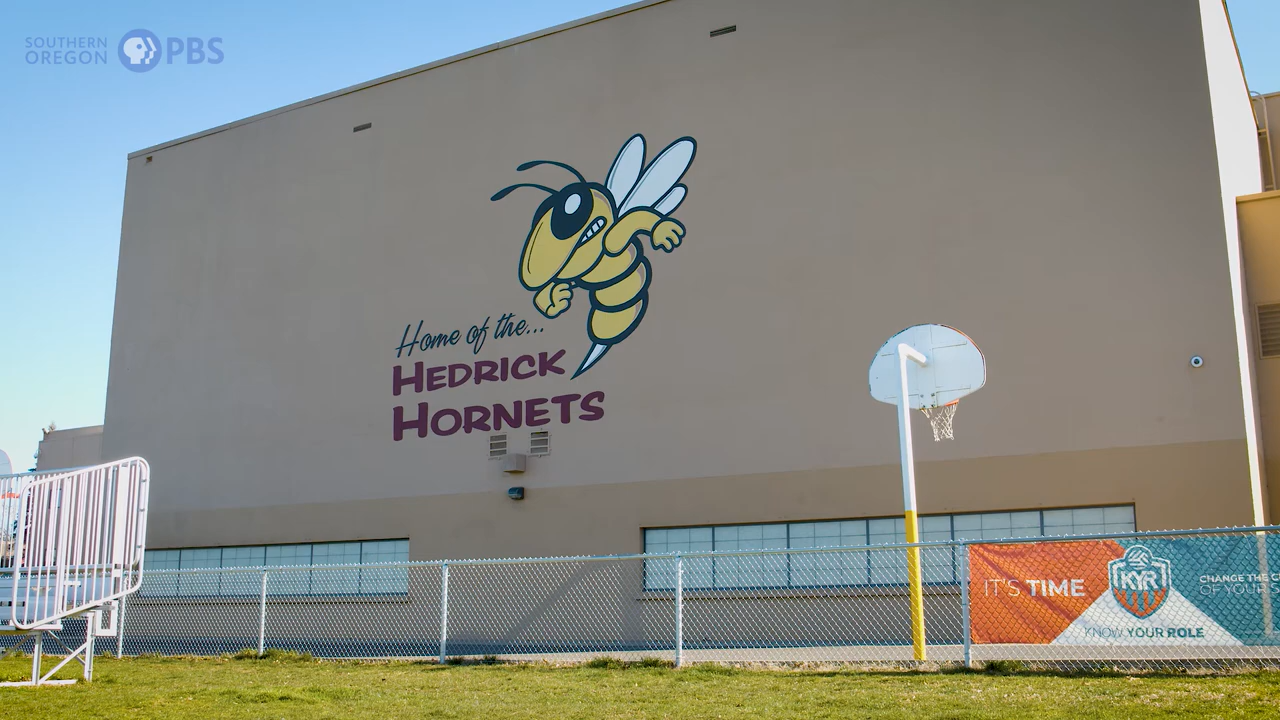 SOUTHERN
OREGON PBS
Home of the...
HEDRICK
HORNETS
IT'S TIME
KYR
KNOW YOUR ROLE
CHANGE THE
OF YOUR